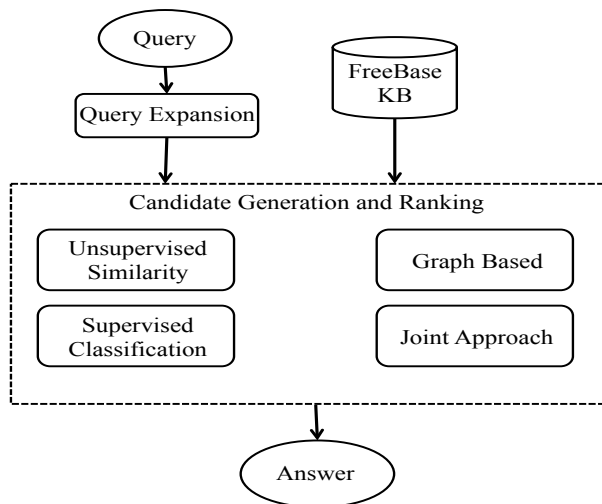 Query
FreeBase
KB
Query Expansion
Candidate Generation and Ranking
Unsupervised
Similarity
Graph Based
Supervised
Classification
Joint Approach
Answer